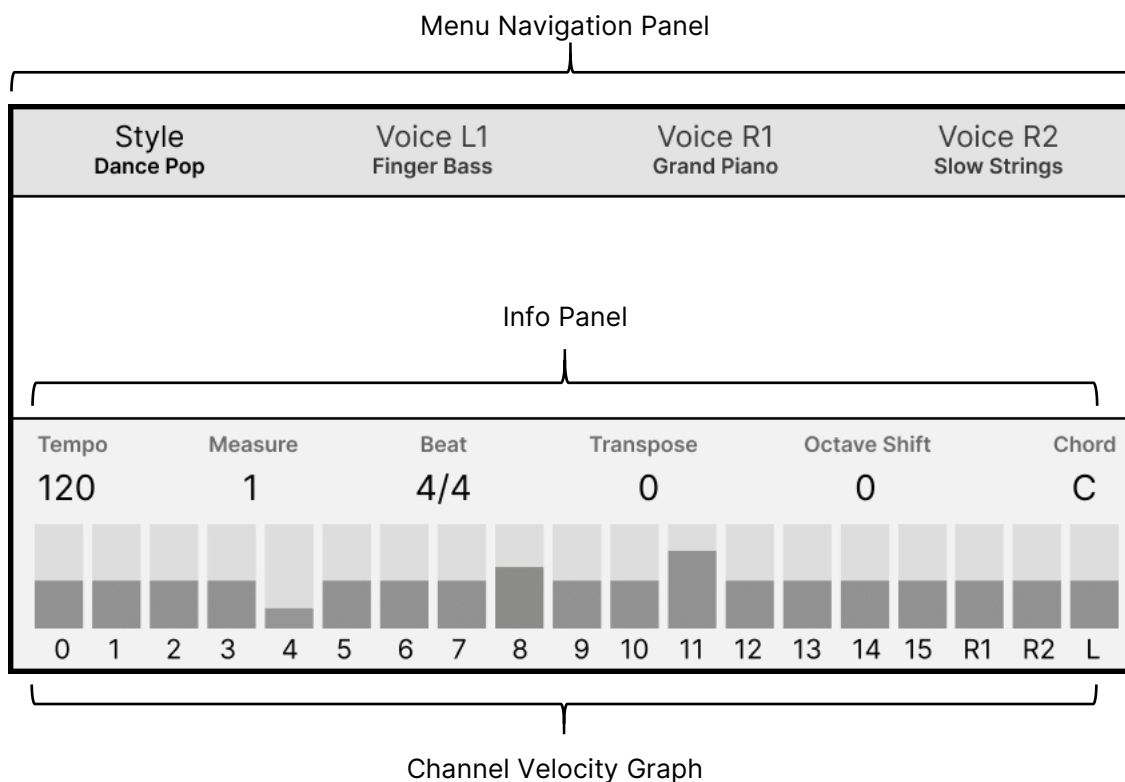 Menu Navigation Panel
Style Voice L1 Voice R1 Voice R2
Dance Pop Finger Bass Grand Piano Slow Strings
Info Panel
Tempo Measure Beat Transpose Octave Shift Chord
120 1 4/4 0 0 C
0 1 2 3 4 5 6 7 8 9 10 11 12 13 14 15 R1 R2 L
Channel Velocity Graph